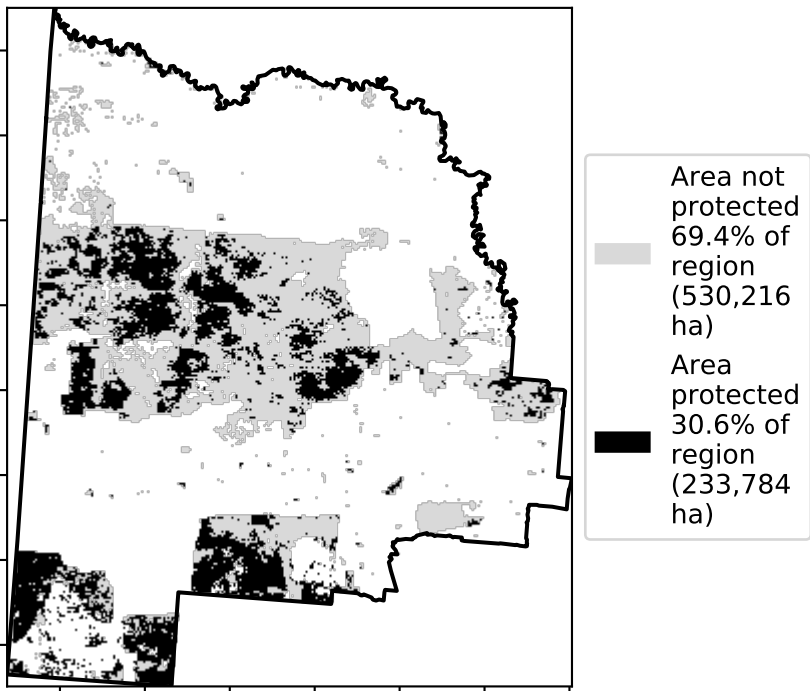 Area not
protected
69.4% of
region
(530,216
ha)
Area
protected
30.6% of
region
(233,784
ha)